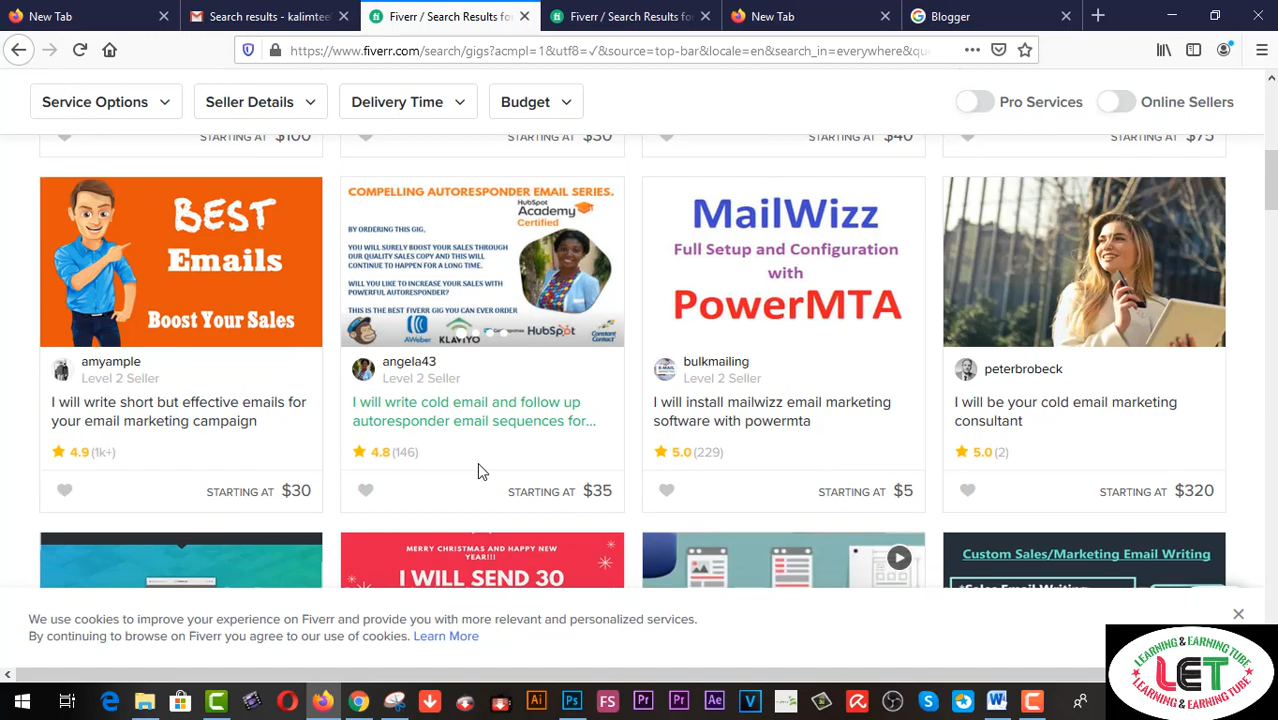 New Tab
Search results - kalimtee
Fiverr / Search Results for
Fiverr / Search Results for
New Tab
Blogger
https://www.fiverr.com/search/gigs?acmpl=1&utf8=✓&source=top-bar&locale=en&search_in=everywhere&que
Service Options
Seller Details
Delivery Time
Budget
Pro Services
Online Sellers
STARTING AT $100
STARTING AT $30
STARTING AT $40
STARTING AT $75
BEST
Emails
Boost Your Sales
amyample
Level 2 Seller
I will write short but effective emails for
your email marketing campaign
4.9 (1k+)
STARTING AT $30
COMPELLING AUTORESPONDER EMAIL SERIES.
HubSpot
Academy
Certified
BY ORDERING THIS GIG,
YOU WILL SURELY BOOST YOUR SALES THROUGH
OUR QUALITY SALES COPY AND THIS WILL
CONTINUE TO HAPPEN FOR A LONG TIME.
WILL YOU LIKE TO INCREASE YOUR SALES WITH
POWERFUL AUTORESPONDER?
THIS IS THE BEST FIVERR GIG YOU CAN EVER ORDER
AWeber
KLAVIYO
HubSpot
Constant
Contact
angela43
Level 2 Seller
I will write cold email and follow up
autoresponder email sequences for...
4.8 (146)
STARTING AT $35
MailWizz
Full Setup and Configuration
with
PowerMTA
bulkmailing
Level 2 Seller
I will install mailwizz email marketing
software with powermta
5.0 (229)
STARTING AT $5
peterbrobeck
I will be your cold email marketing
consultant
5.0 (2)
STARTING AT $320
MERRY CHRISTMAS AND HAPPY NEW
YEAR!!!
I WILL SEND 30
Custom Sales/Marketing Email Writing
*Sales Email Writing
We use cookies to improve your experience on Fiverr and provide you with more relevant and personalized services.
By continuing to browse on Fiverr you agree to our use of cookies. Learn More
LEARNING & EARNING TUBE
LET
LEARNING & EARNING TUBE